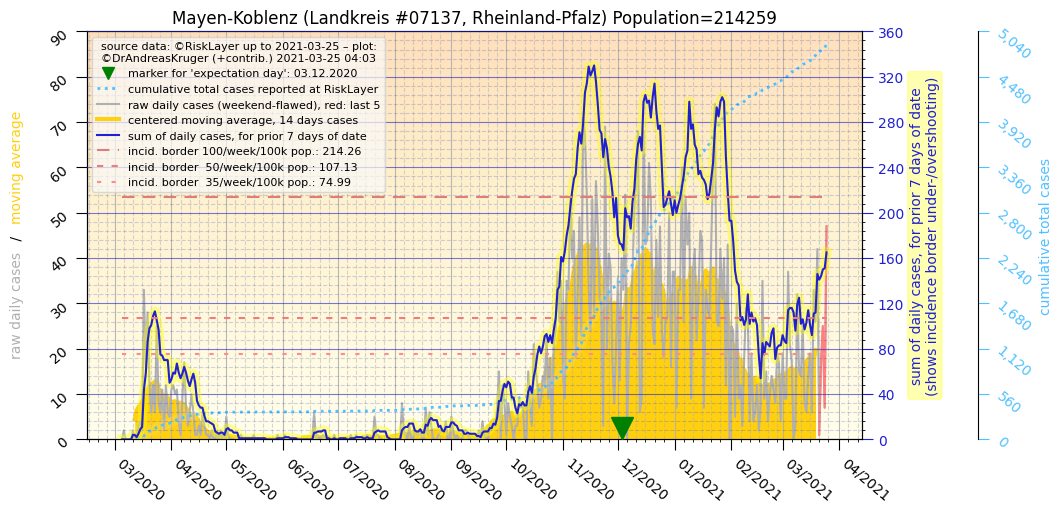 Mayen-Koblenz (Landkreis #07137, Rheinland-Pfalz) Population=214259
source data: ©RiskLayer up to 2021-03-25 – plot:
©DrAndreasKruger (+contrib.) 2021-03-25 04:03
marker for 'expectation day': 03.12.2020
cumulative total cases reported at RiskLayer
raw daily cases (weekend-flawed), red: last 5
centered moving average, 14 days cases
sum of daily cases, for prior 7 days of date
incid. border 100/week/100k pop.: 214.26
incid. border  50/week/100k pop.: 107.13
incid. border  35/week/100k pop.: 74.99
raw daily cases  /  moving average
90
80
70
60
50
40
30
20
10
0
03/2020
04/2020
05/2020
06/2020
07/2020
08/2020
09/2020
10/2020
11/2020
12/2020
01/2021
02/2021
03/2021
04/2021
360
320
280
240
200
160
120
80
40
0
sum of daily cases, for prior 7 days of date
(shows incidence border under-/overshooting)
5,040
4,480
3,920
3,360
2,800
2,240
1,680
1,120
560
0
cumulative total cases